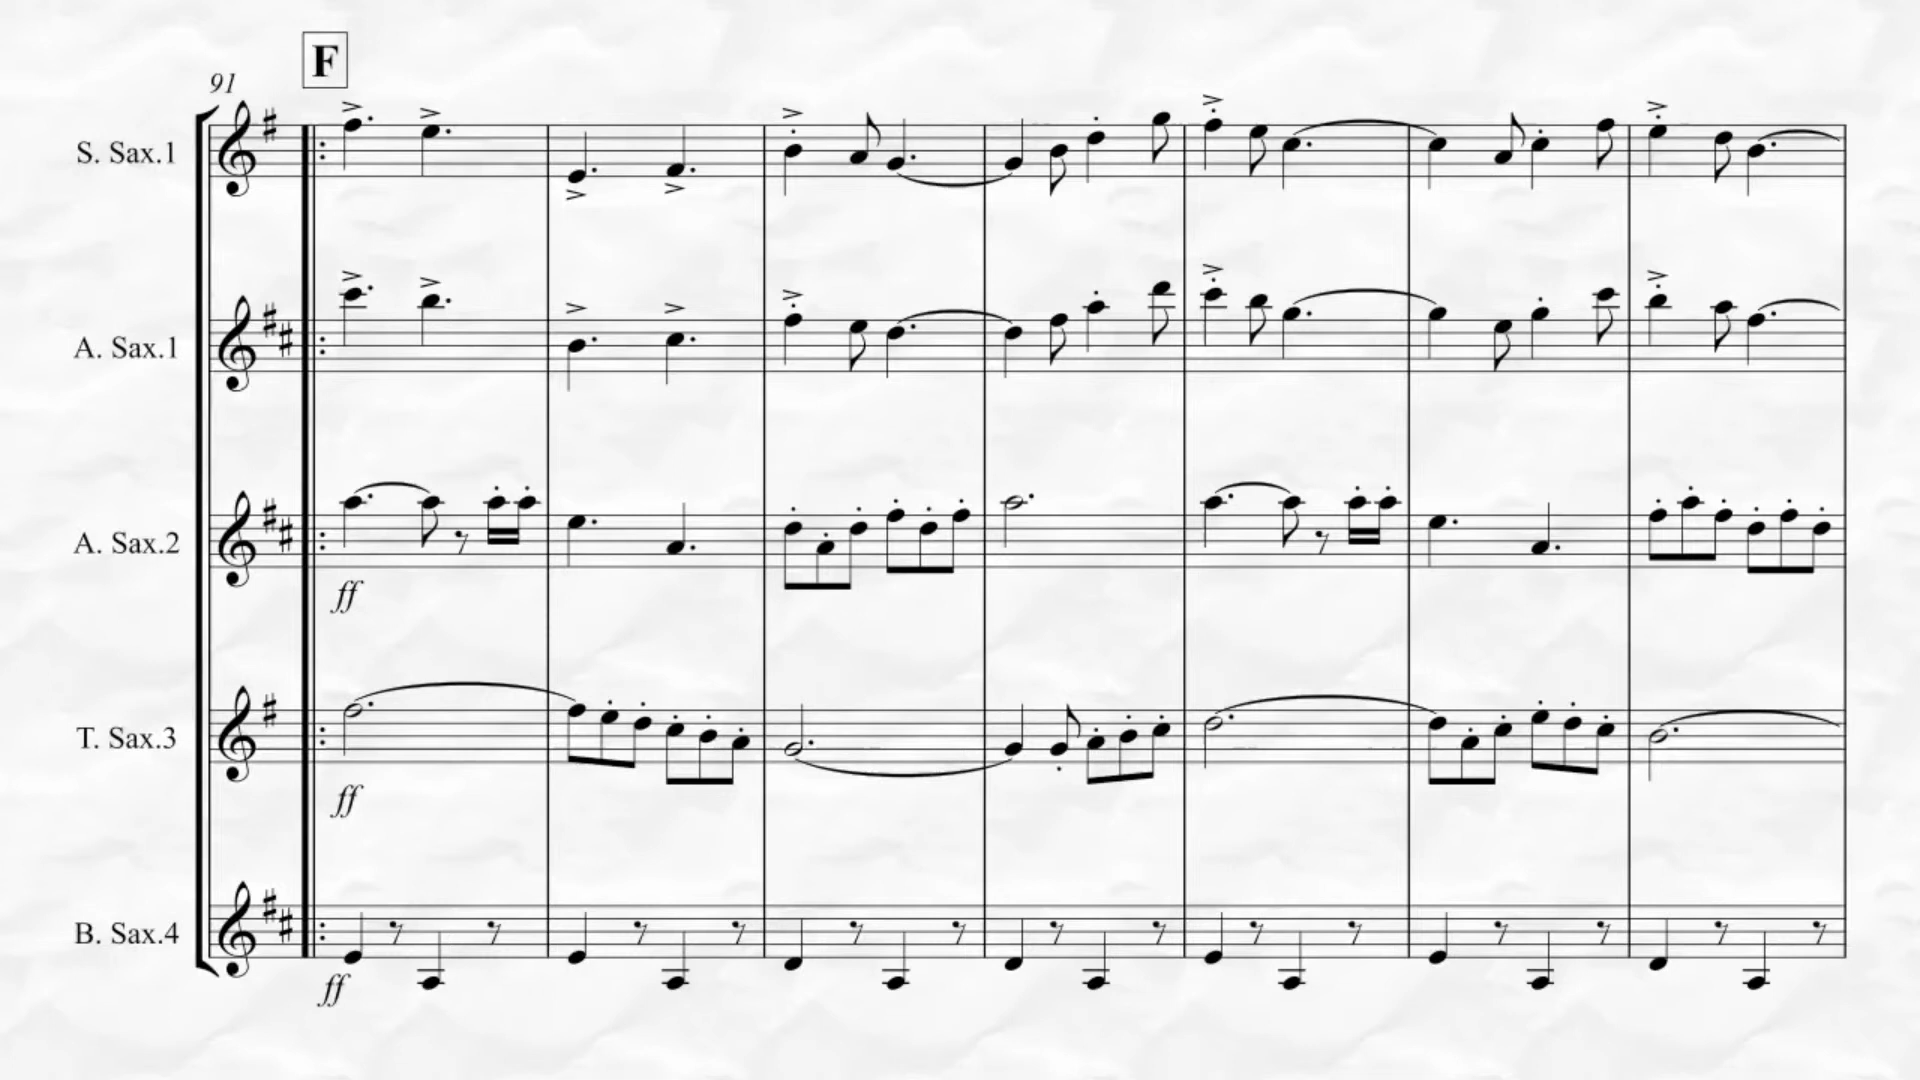 F
91
S. Sax.1
A. Sax.1
A. Sax.2
ff
T. Sax.3
ff
B. Sax.4
ff